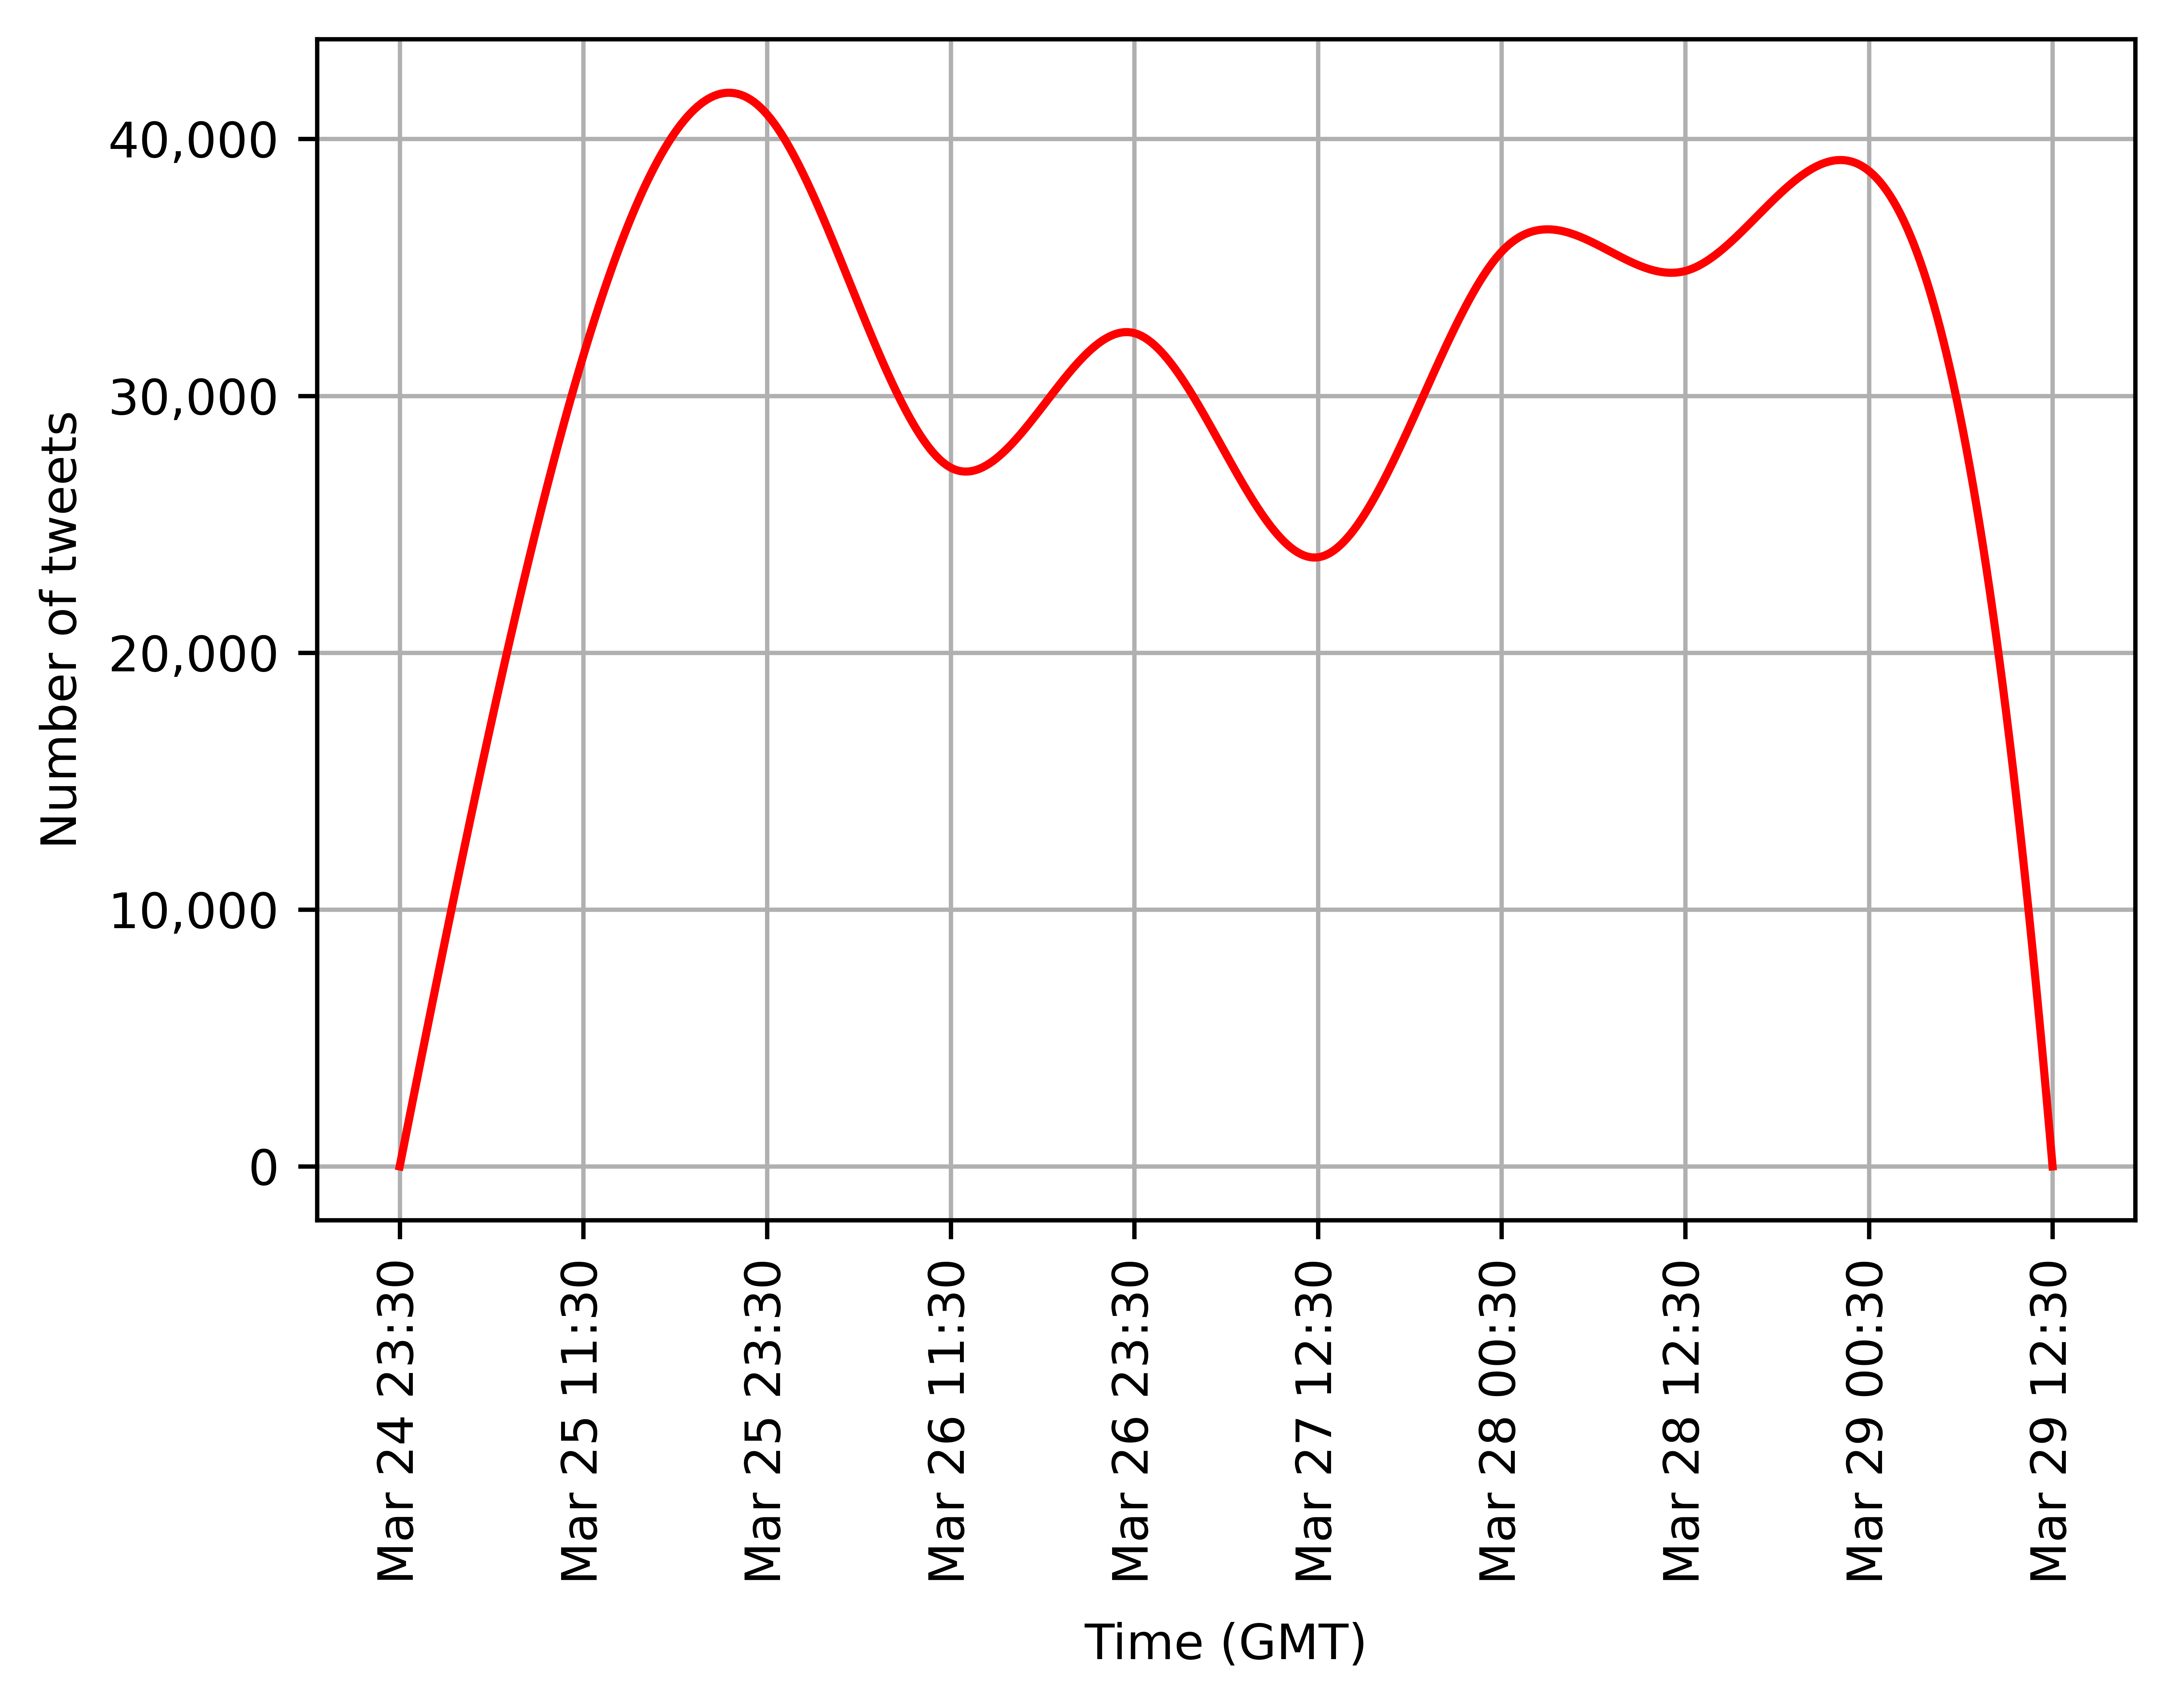 Number of tweets
40,000
30,000
20,000
10,000
0
Mar 24 23:30
Mar 25 11:30
Mar 25 23:30
Mar 26 11:30
Mar 26 23:30
Mar 27 12:30
Mar 28 00:30
Mar 28 12:30
Mar 29 00:30
Mar 29 12:30
Time (GMT)